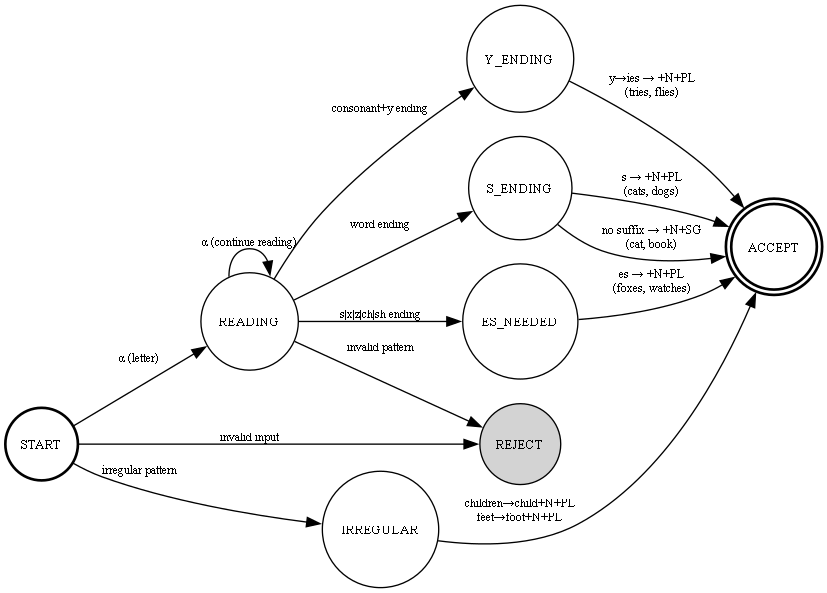 Y_ENDING
y→ies → +N+PL
(tries, flies)
consonant+y ending
S_ENDING
s → +N+PL
(cats, dogs)
word ending
no suffix → +N+SG
(cat, book)
α (continue reading)
ACCEPT
es → +N+PL
(foxes, watches)
READING
s|x|z|ch|sh ending
ES_NEEDED
invalid pattern
α (letter)
START
invalid input
REJECT
irregular pattern
children→child+N+PL
feet→foot+N+PL
IRREGULAR